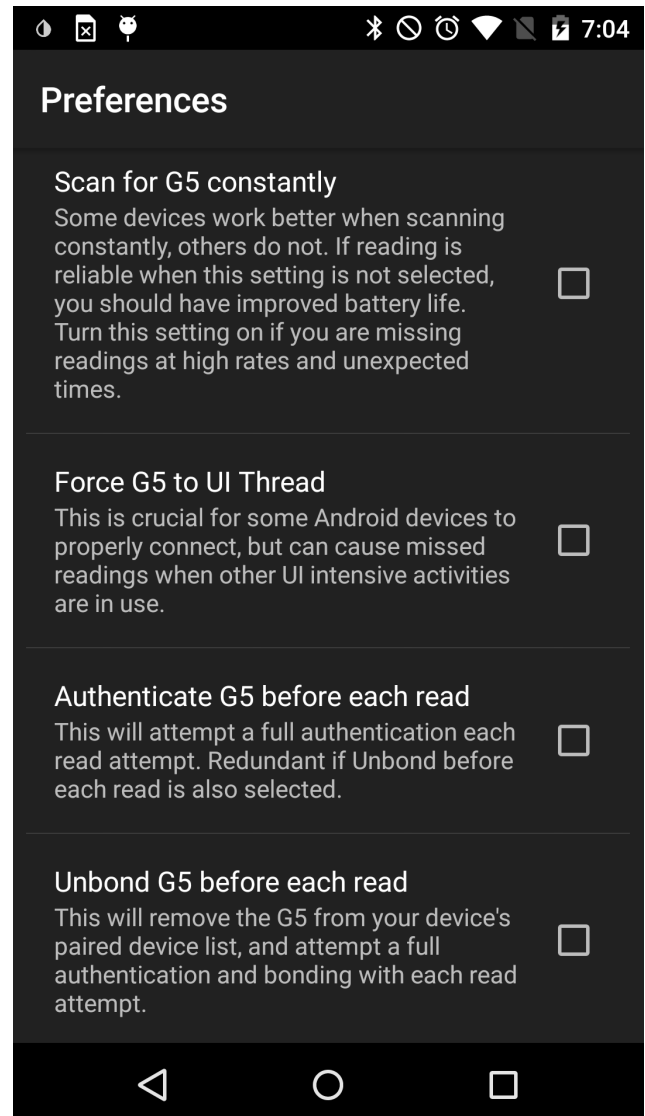 7:04
Preferences
Scan for G5 constantly
Some devices work better when scanning
constantly, others do not. If reading is
reliable when this setting is not selected,
you should have improved battery life.
Turn this setting on if you are missing
readings at high rates and unexpected
times.
Force G5 to UI Thread
This is crucial for some Android devices to
properly connect, but can cause missed
readings when other UI intensive activities
are in use.
Authenticate G5 before each read
This will attempt a full authentication each
read attempt. Redundant if Unbond before
each read is also selected.
Unbond G5 before each read
This will remove the G5 from your device's
paired device list, and attempt a full
authentication and bonding with each read
attempt.